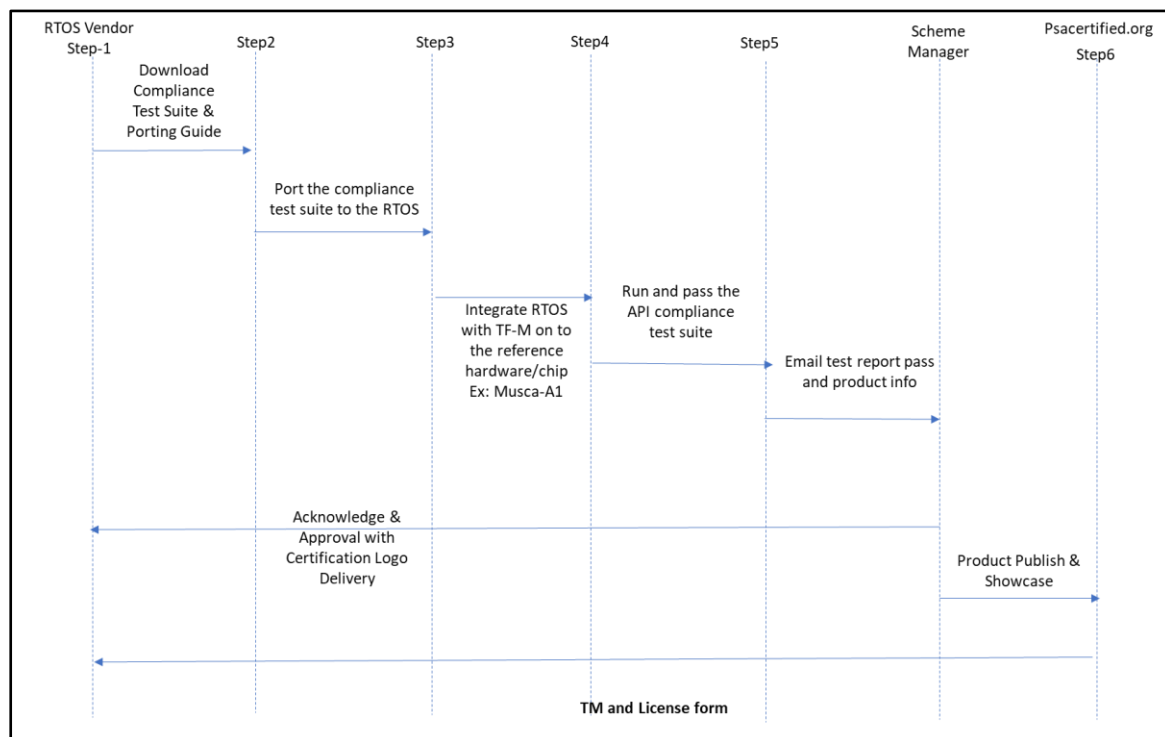 RTOS Vendor
Step-1
Step2
Step3
Step4
Step5
Scheme
Manager
Psacertified.org
Step6
Download
Compliance
Test Suite &
Porting Guide
Port the compliance
test suite to the RTOS
Integrate RTOS
with TF-M on to
the reference
hardware/chip
Ex: Musca-A1
Run and pass the
API compliance
test suite
Email test report pass
and product info
Acknowledge &
Approval with
Certification Logo
Delivery
Product Publish &
Showcase
TM and License form